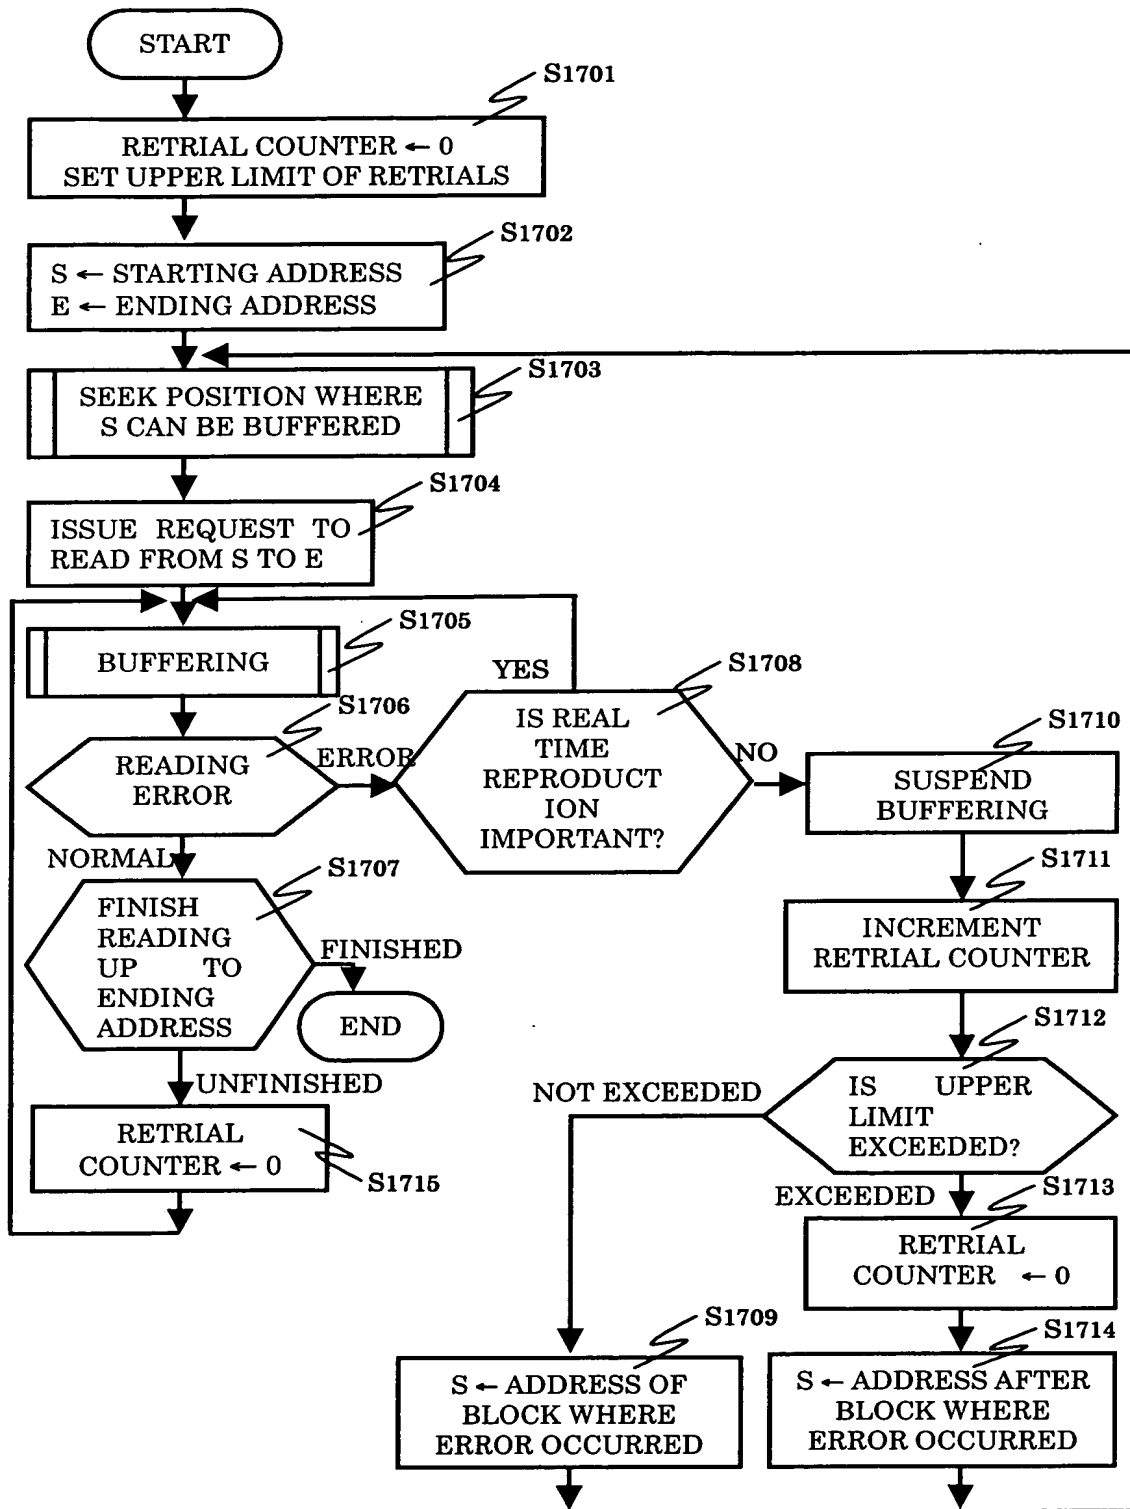 START
S1701
RETRIAL COUNTER ← 0
SET UPPER LIMIT OF RETRIALS
S1702
S ← STARTING ADDRESS
E ← ENDING ADDRESS
S1703
SEEK POSITION WHERE
S CAN BE BUFFERED
S1704
ISSUE REQUEST TO
READ FROM S TO E
S1705
BUFFERING
S1706
READING
ERROR
ERROR
S1708
YES
IS REAL
TIME
REPRODUCT
ION
IMPORTANT?
NO
S1710
SUSPEND
BUFFERING
NORMAL
S1707
FINISH
READING
UP TO
ENDING
ADDRESS
FINISHED
END
S1711
INCREMENT
RETRIAL COUNTER
S1712
IS UPPER
LIMIT
EXCEEDED?
NOT EXCEEDED
UNFINISHED
RETRIAL
COUNTER ← 0
S1715
EXCEEDED
S1713
RETRIAL
COUNTER ← 0
S1709
S ← ADDRESS OF
BLOCK WHERE
ERROR OCCURRED
S1714
S ← ADDRESS AFTER
BLOCK WHERE
ERROR OCCURRED